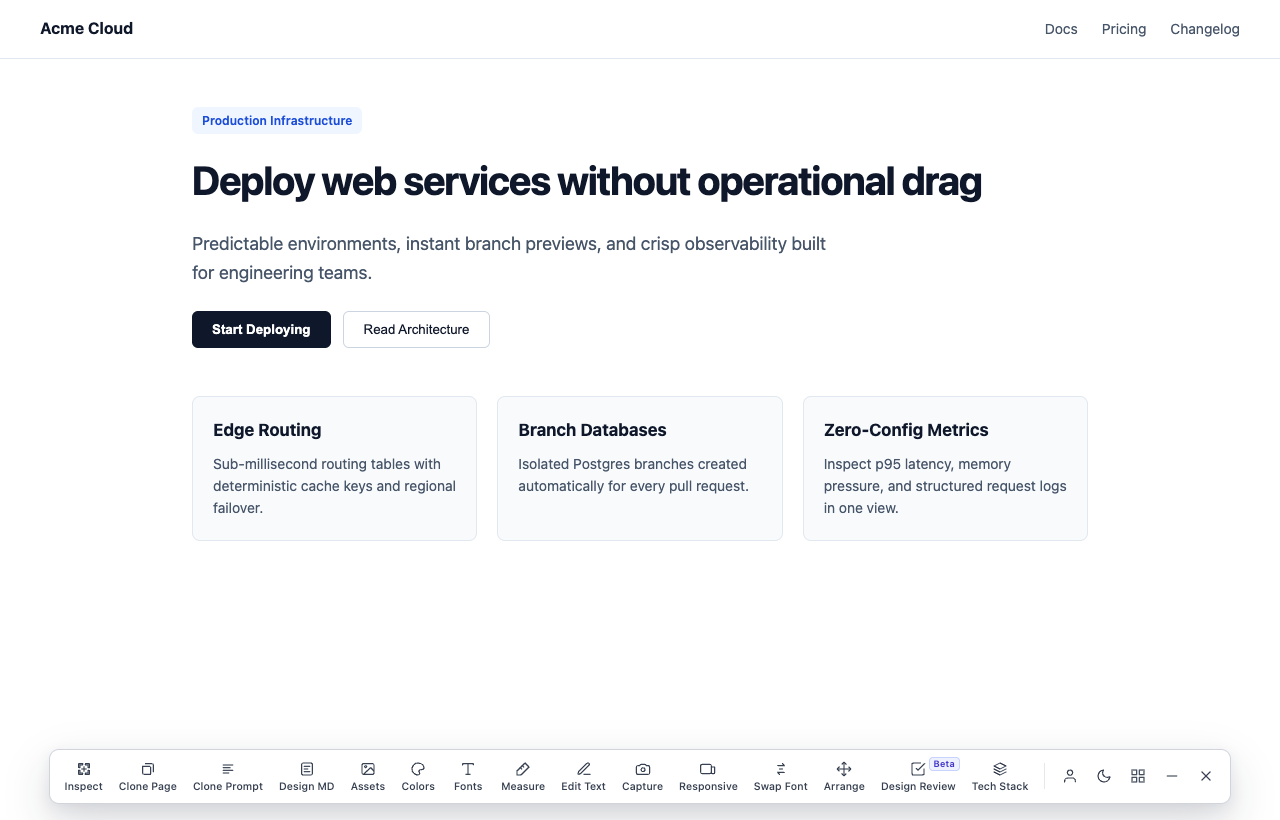 Acme Cloud
Docs Pricing Changelog
Production Infrastructure
Deploy web services without operational drag
Predictable environments, instant branch previews, and crisp observability built
for engineering teams.
Start Deploying Read Architecture
Edge Routing
Sub-millisecond routing tables with
deterministic cache keys and regional
failover.
Branch Databases
Isolated Postgres branches created
automatically for every pull request.
Zero-Config Metrics
Inspect p95 latency, memory
pressure, and structured request logs
in one view.
Beta
Inspect Clone Page Clone Prompt Design MD Assets Colors Fonts Measure Edit Text Capture Responsive Swap Font Arrange Design Review Tech Stack